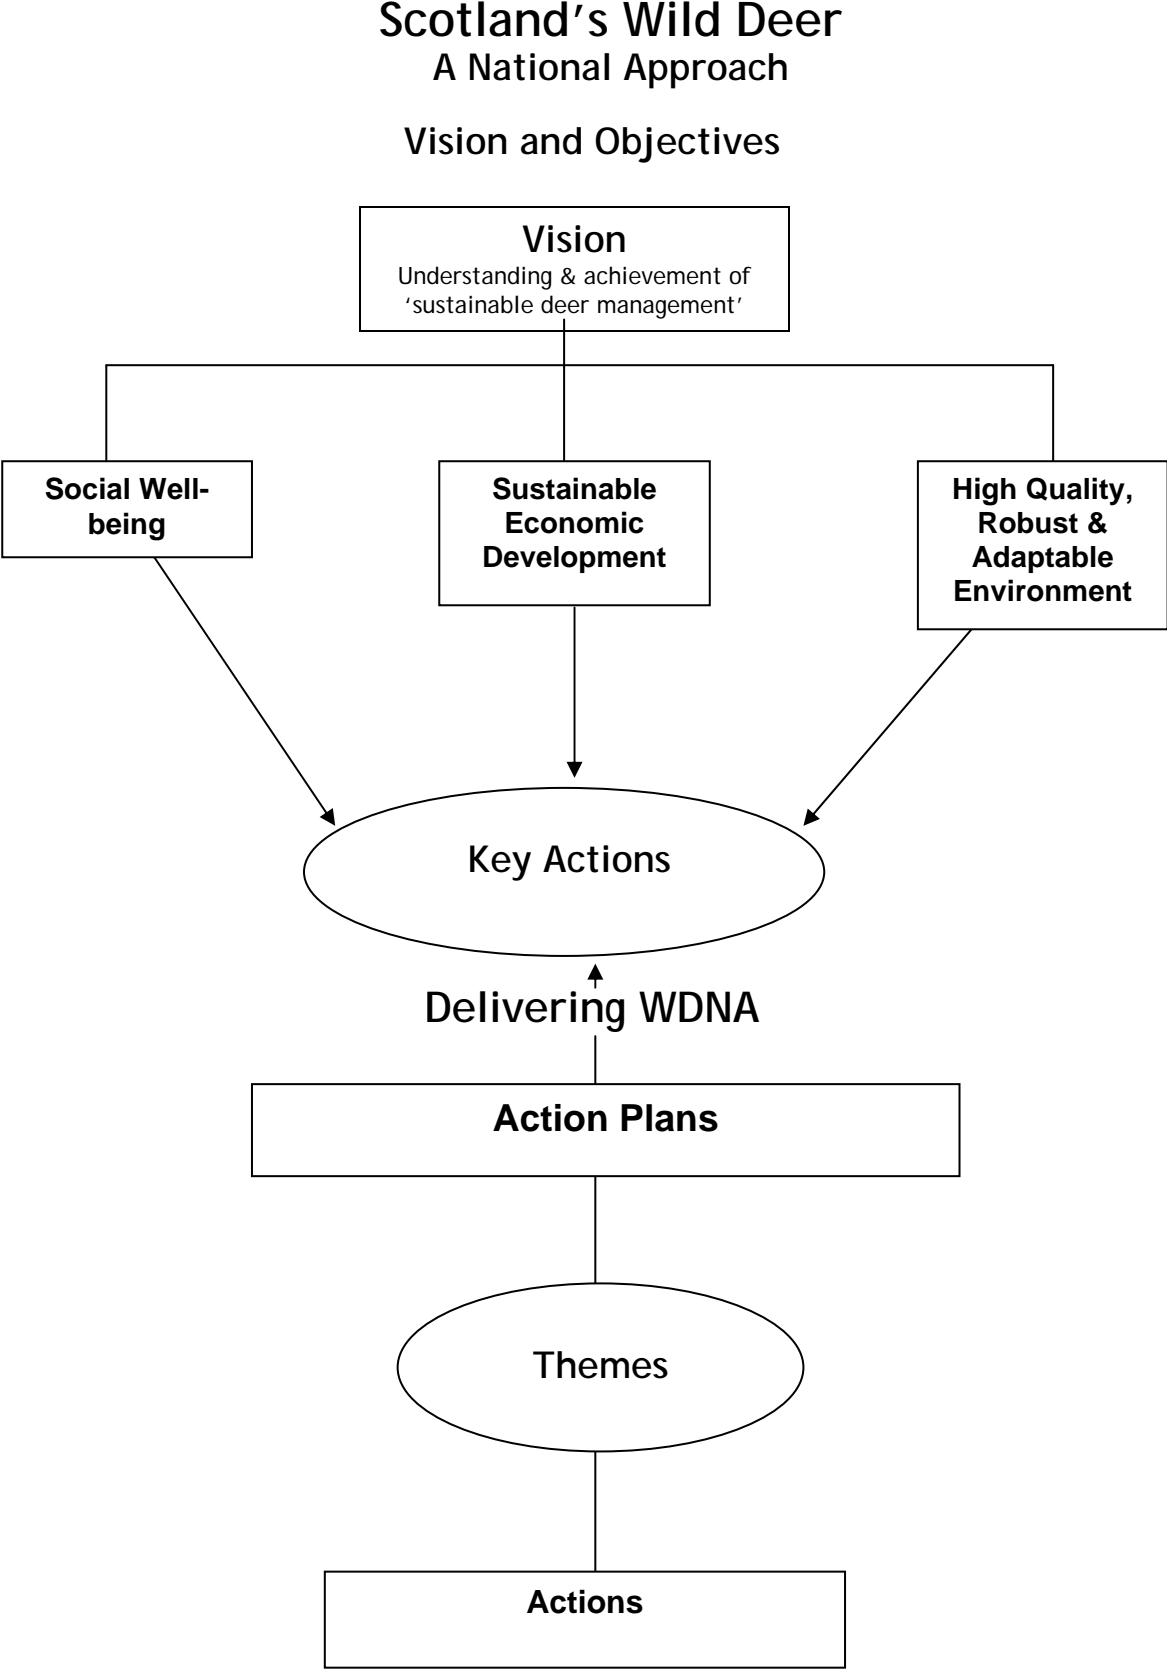 Scotland’s Wild Deer
A National Approach
Vision and Objectives
Vision
Understanding & achievement of
‘sustainable deer management’
Social Well-
being
Sustainable
Economic
Development
High Quality,
Robust &
Adaptable
Environment
Key Actions
Delivering WDNA
Action Plans
Themes
Actions